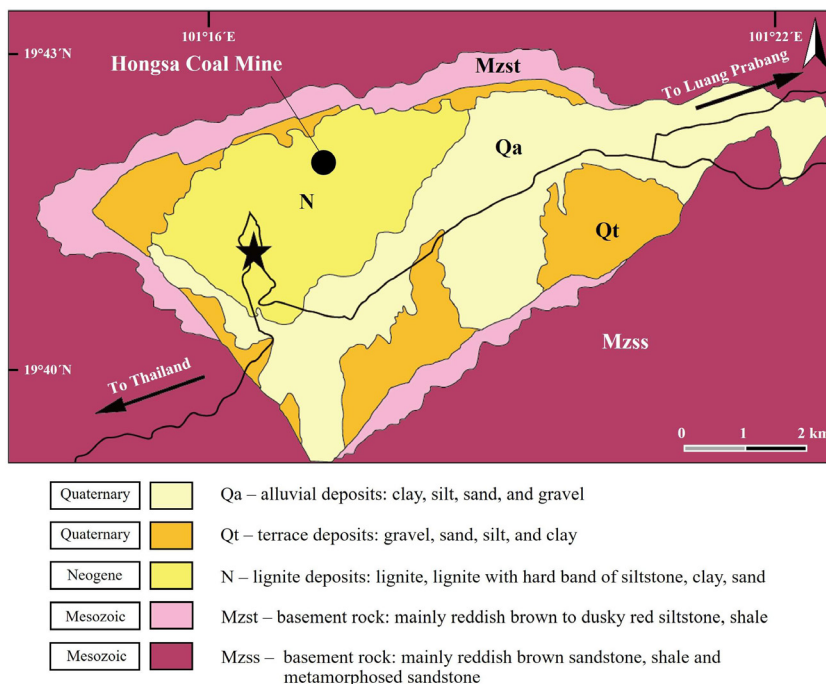 101°16´E
101°22´E
19°43´N
Hongsa Coal Mine
Mzst
To Luang Prabang
Qa
N
Qt
Mzss
19°40´N
To Thailand
0 1 2 km
Quaternary Qa – alluvial deposits: clay, silt, sand, and gravel
Quaternary Qt – terrace deposits: gravel, sand, silt, and clay
Neogene N – lignite deposits: lignite, lignite with hard band of siltstone, clay, sand
Mesozoic Mzst – basement rock: mainly reddish brown to dusky red siltstone, shale
Mesozoic Mzss – basement rock: mainly reddish brown sandstone, shale and
metamorphosed sandstone